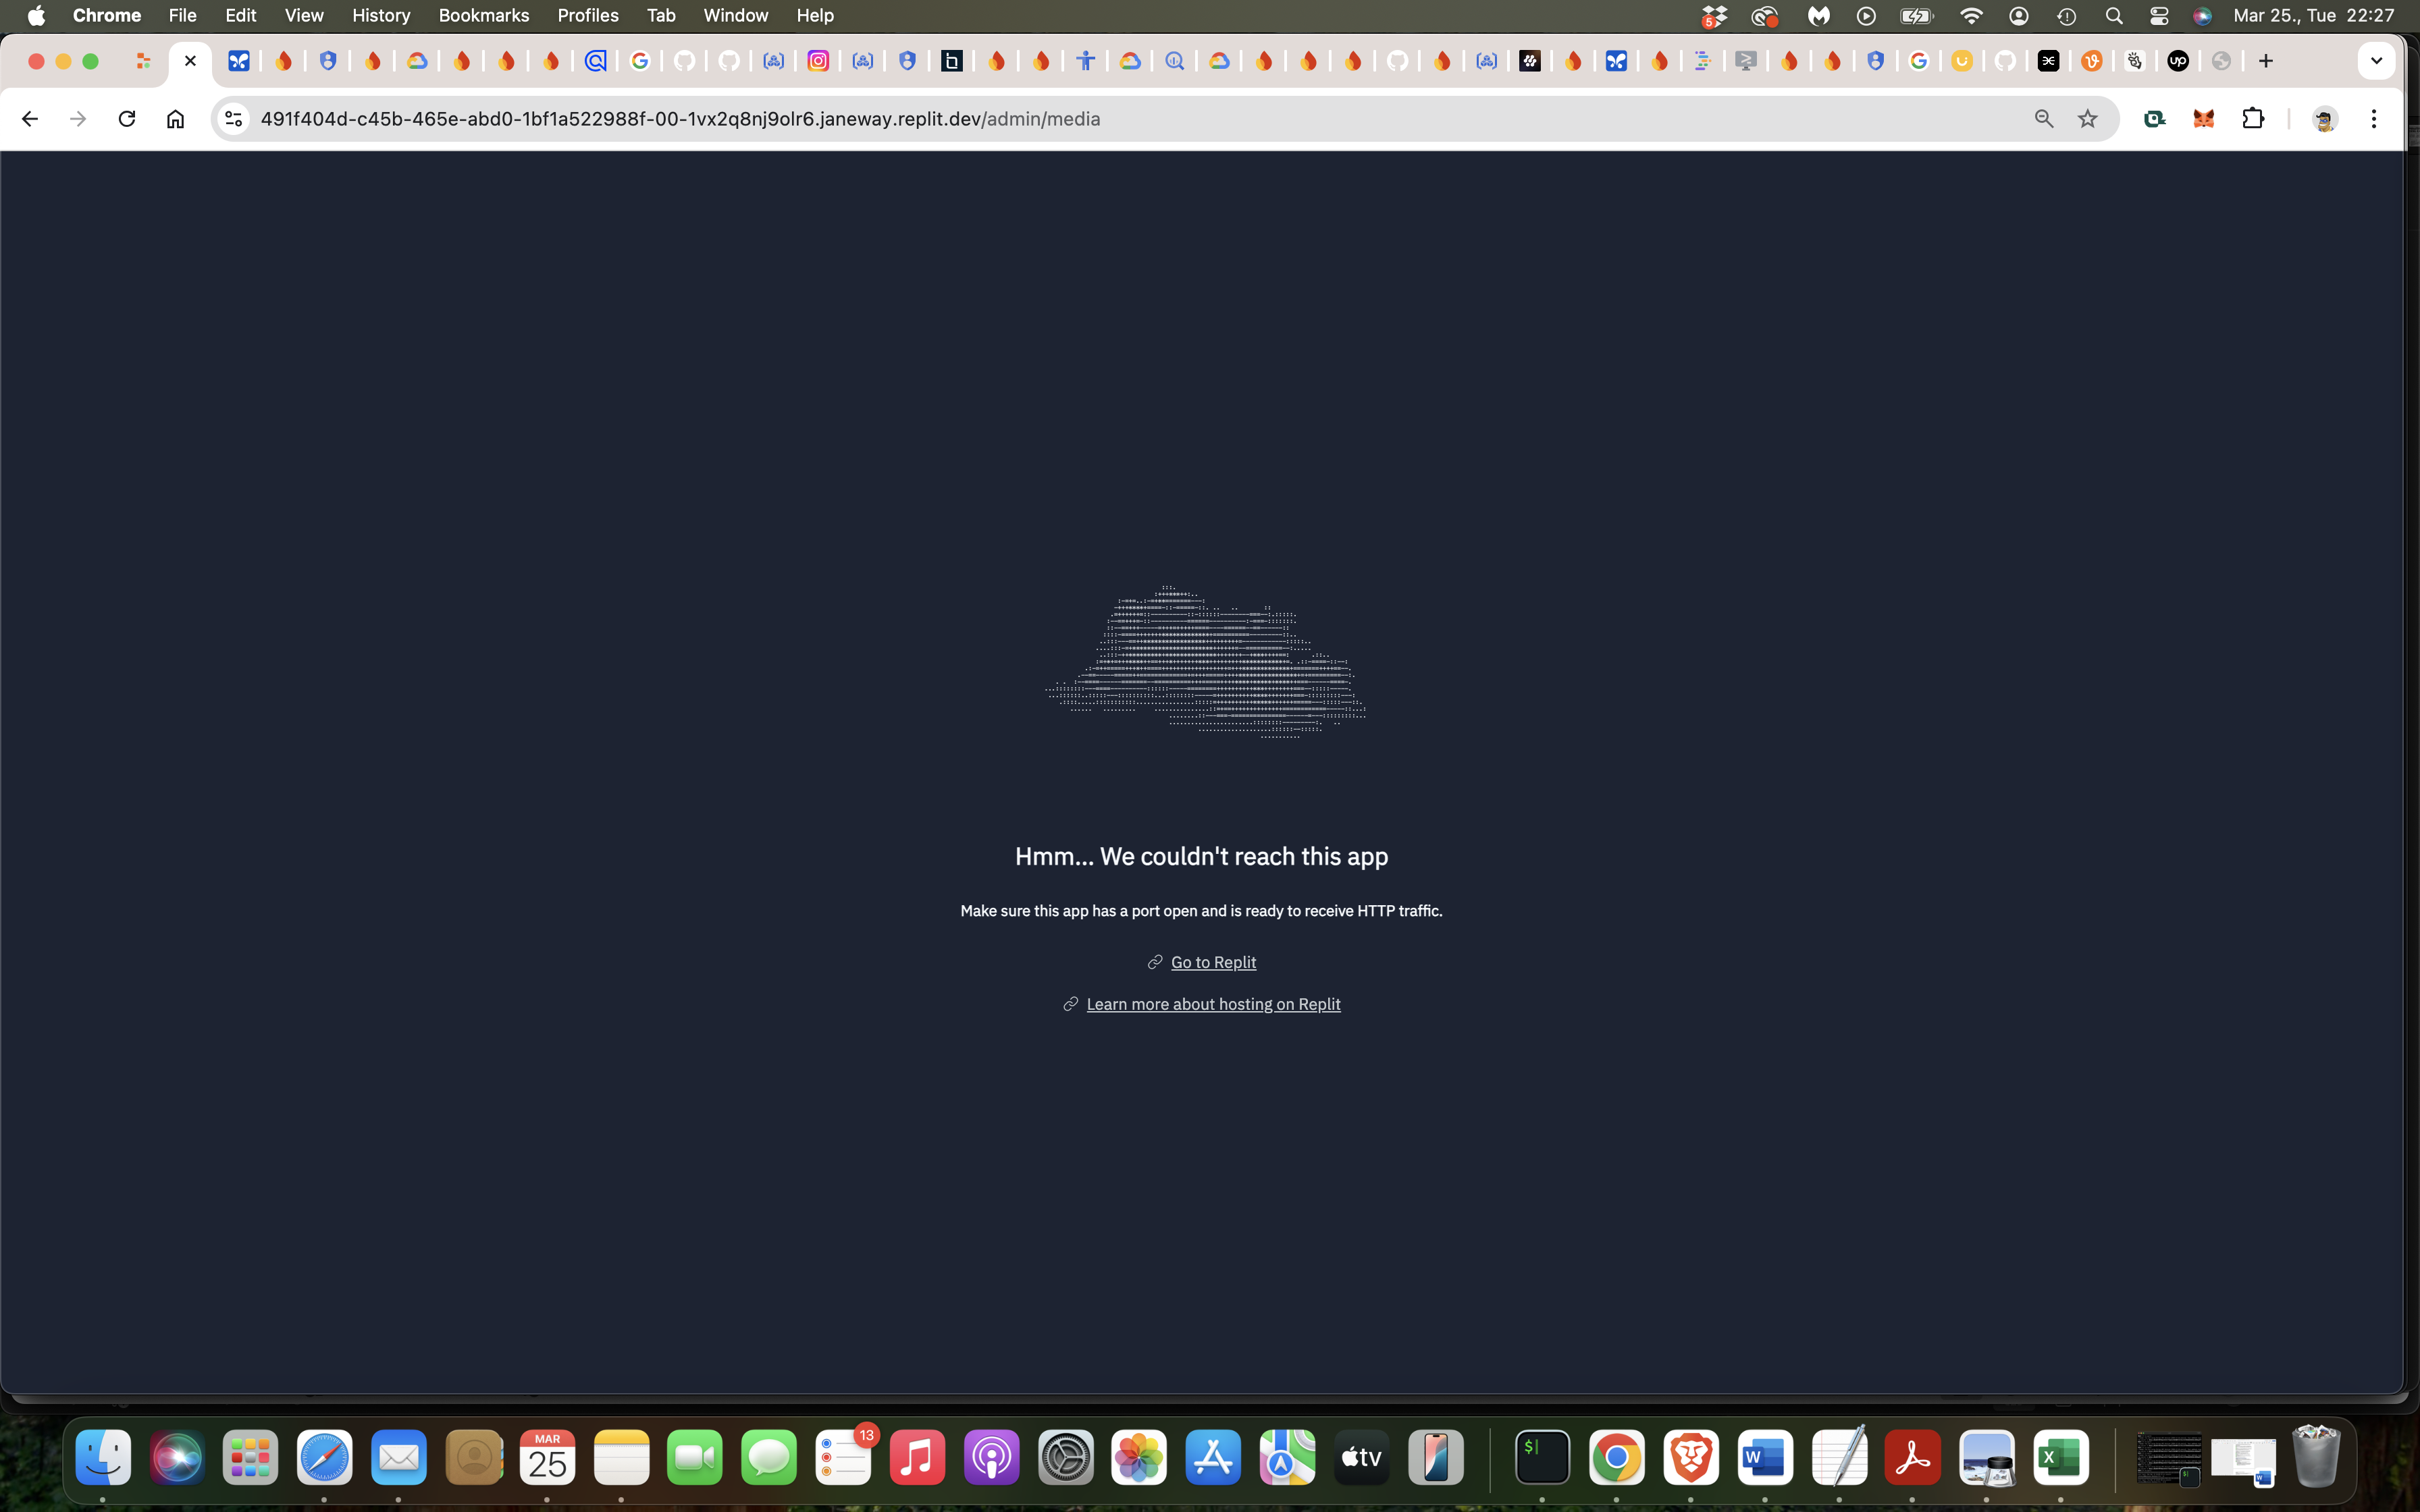 Chrome File Edit View History Bookmarks Profiles Tab Window Help
5
Mar 25., Tue 22:27
491f404d-c45b-465e-abd0-1bf1a522988f-00-1vx2q8nj9olr6.janeway.replit.dev/admin/media
Hmm... We couldn't reach this app
Make sure this app has a port open and is ready to receive HTTP traffic.
Go to Replit
Learn more about hosting on Replit
MAR
25
13
tv
$
W
X